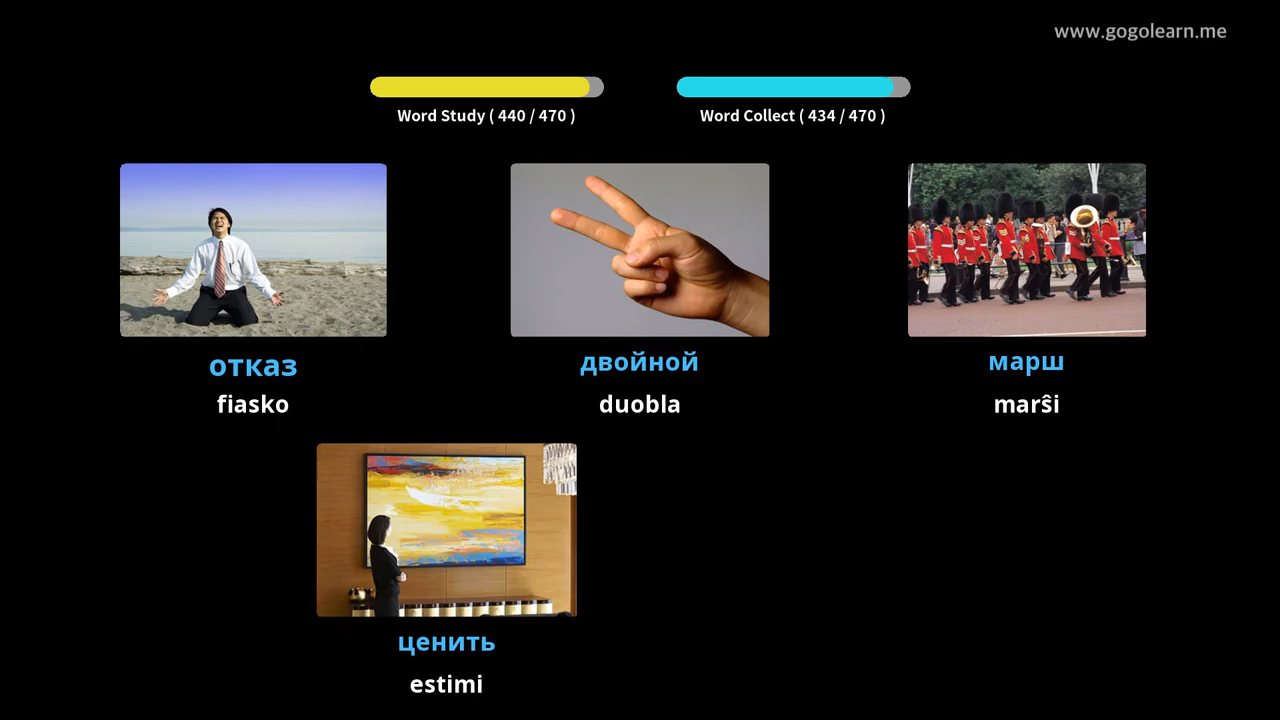 www.gogolearn.me
Word Study ( 440 / 470 )
Word Collect ( 434 / 470 )
отказ
fiasko
двойной
duobla
марш
marŝi
ценить
estimi